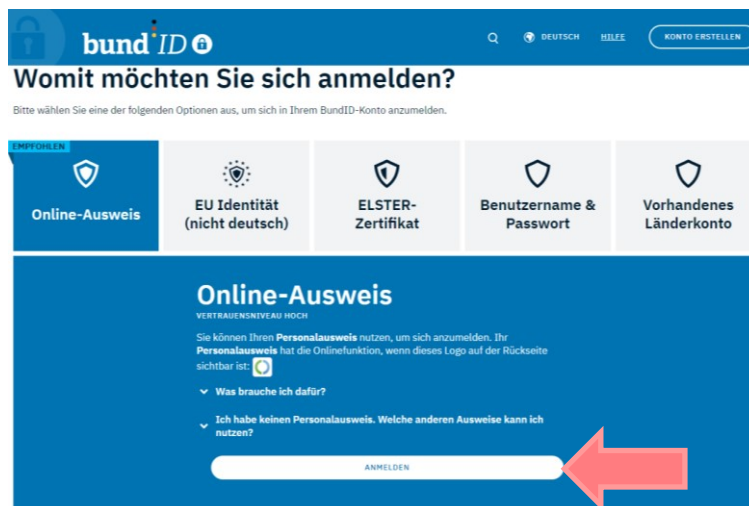 bundID
DEUTSCH
HILFE
KONTO ERSTELLEN
Womit möchten Sie sich anmelden?
Bitte wählen Sie eine der folgenden Optionen aus, um sich in Ihrem BundID-Konto anzumelden.
EMPFOHLEN
Online-Ausweis
EU Identität
(nicht deutsch)
ELSTER-
Zertifikat
Benutzername &
Passwort
Vorhandenes
Länderkonto
Online-Ausweis
VERTRAUENSNIVEAU HOCH
Sie können Ihren Personalausweis nutzen, um sich anzumelden. Ihr
Personalausweis hat die Onlinefunktion, wenn dieses Logo auf der Rückseite
sichtbar ist:
Was brauche ich dafür?
Ich habe keinen Personalausweis. Welche anderen Ausweise kann ich
nutzen?
ANMELDEN